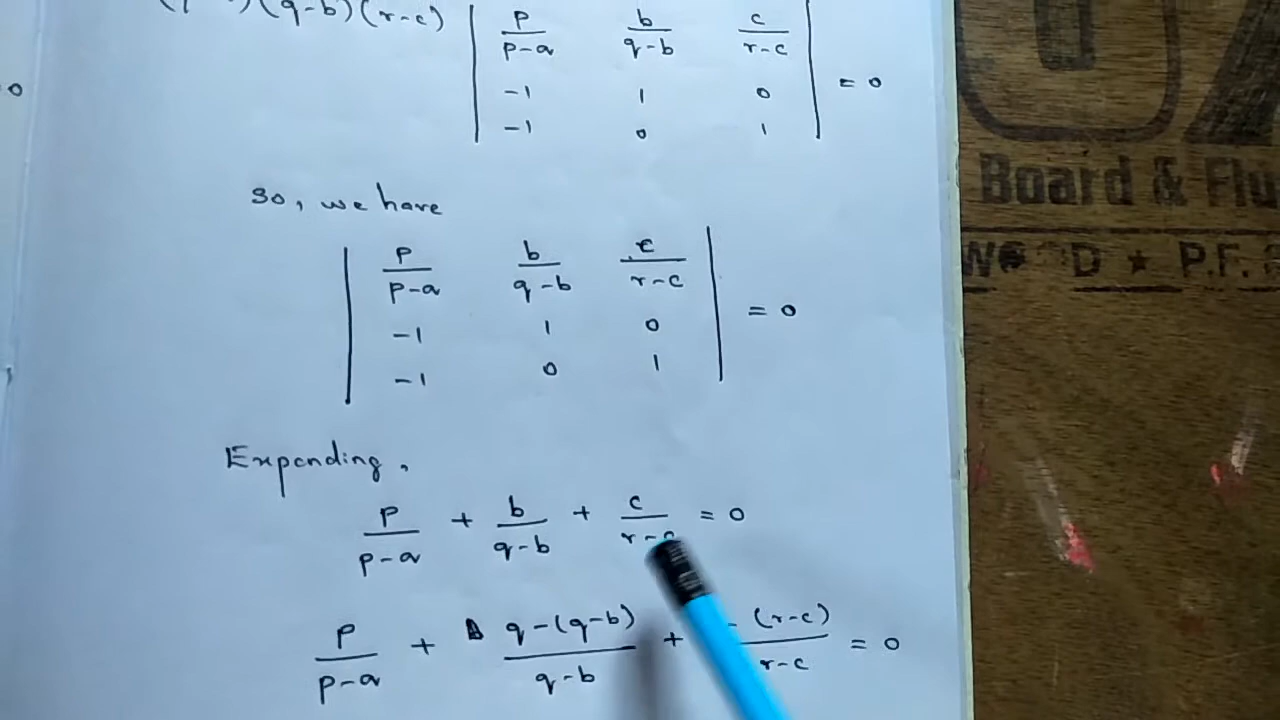 (q-b)(r-c) | p/(p-a) b/(q-b) c/(r-c) |
| -1 1 0 | = 0
| -1 0 1 |
= 0
So, we have
| p/(p-a) b/(q-b) c/(r-c) |
| -1 1 0 | = 0
| -1 0 1 |
Expending,
p/(p-a) + b/(q-b) + c/(r-c) = 0
p/(p-a) + (q-(q-b))/(q-b) + (-(r-c))/(r-c) = 0
Board & Flu
D ★ P.F.